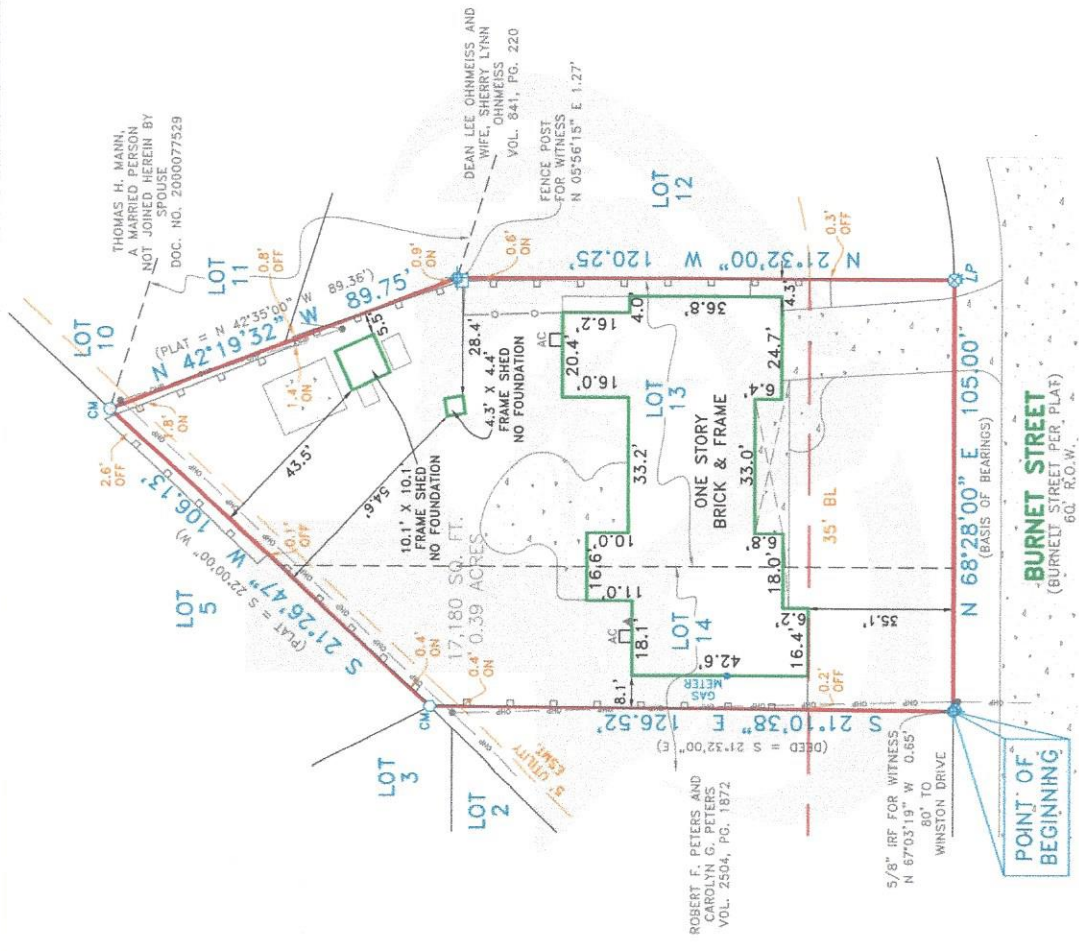 THOMAS H. MANN,
A MARRIED PERSON
NOT JOINED HEREIN BY
SPOUSE
DOC. NO. 2000077529
LOT
10
LOT
11
CM
(PLAT = N 42°35'00" W 89.36')
N 42°19'32" W 89.75'
0.8'
OFF
0.9'
ON
1.4'
ON
1.8'
ON
2.6'
OFF
DEAN LEE OHNMEISS AND
WIFE, SHERRY LYNN
OHNMEISS
VOL. 841, PG. 220
FENCE POST
FOR WITNESS
N 05°56'15" E 1.27'
0.6'
ON
LOT
12
N 21°32'00" W 120.25'
0.3'
OFF
LP
LOT
5
S 21°26'47" W 106.13'
(PLAT = S 22°00'00" W)
0.1'
OFF
0.4'
ON
0.4'
ON
OHP
43.5'
54.6'
5.5'
28.4'
10.1' X 10.1'
FRAME SHED
NO FOUNDATION
4.3' X 4.4'
FRAME SHED
NO FOUNDATION
17,180 SQ. FT.
0.39 ACRES
CM
LOT
3
LOT
2
5' UTILITY
ESMT.
AC
16.2'
4.0'
20.4'
16.0'
36.8'
4.3'
24.7'
6.4'
LOT
13
33.2'
33.0'
ONE STORY
BRICK & FRAME
10.0'
16.6'
11.0'
6.8'
18.0'
AC
18.1'
LOT
14
6.2'
16.4'
42.6'
GAS
METER
8.1'
35' BL
35.1'
0.2'
OFF
S 21°10'38" E 126.52'
(DEED = S 21°32'00" E)
ROBERT F. PETERS AND
CAROLYN G. PETERS
VOL. 2504, PG. 1872
5/8" IRF FOR WITNESS
N 67°03'19" W 0.65'
80' TO
WINSTON DRIVE
N 68°28'00" E 105.00'
(BASIS OF BEARINGS)
BURNET STREET
(BURNETT STREET PER PLAT)
60' R.O.W.
POINT OF
BEGINNING